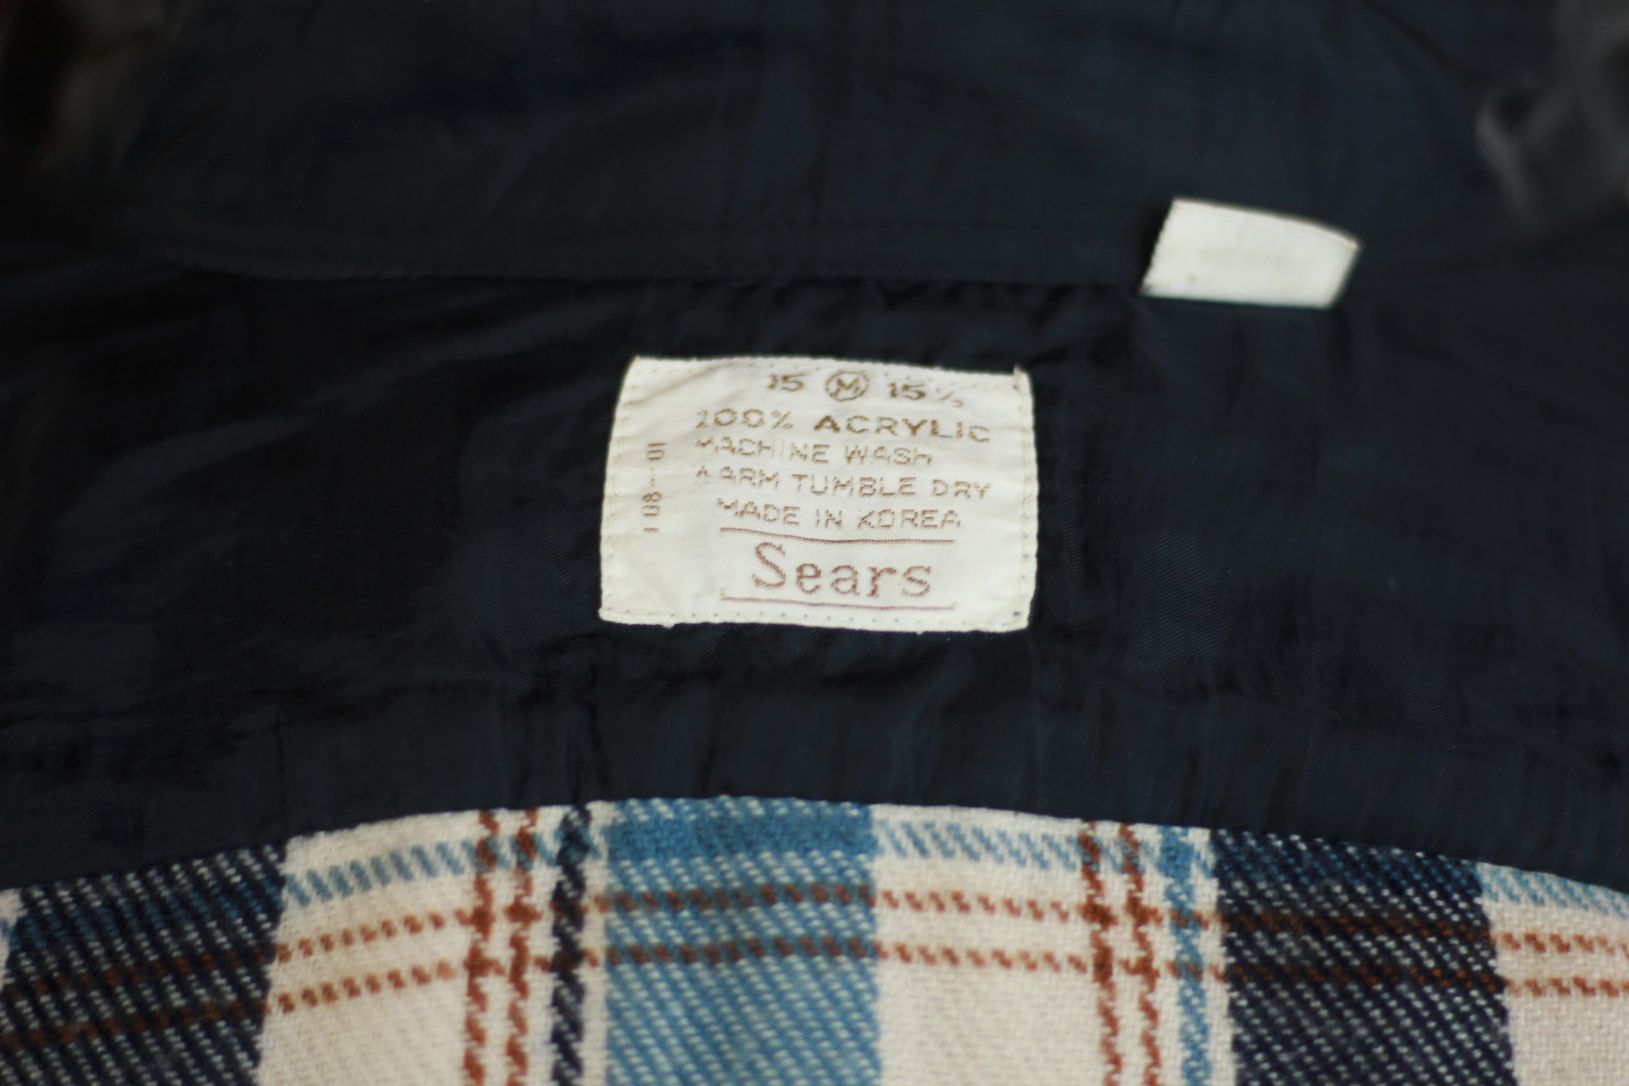 15 M 15½
100% ACRYLIC
MACHINE WASH
WARM TUMBLE DRY
MADE IN KOREA
Sears